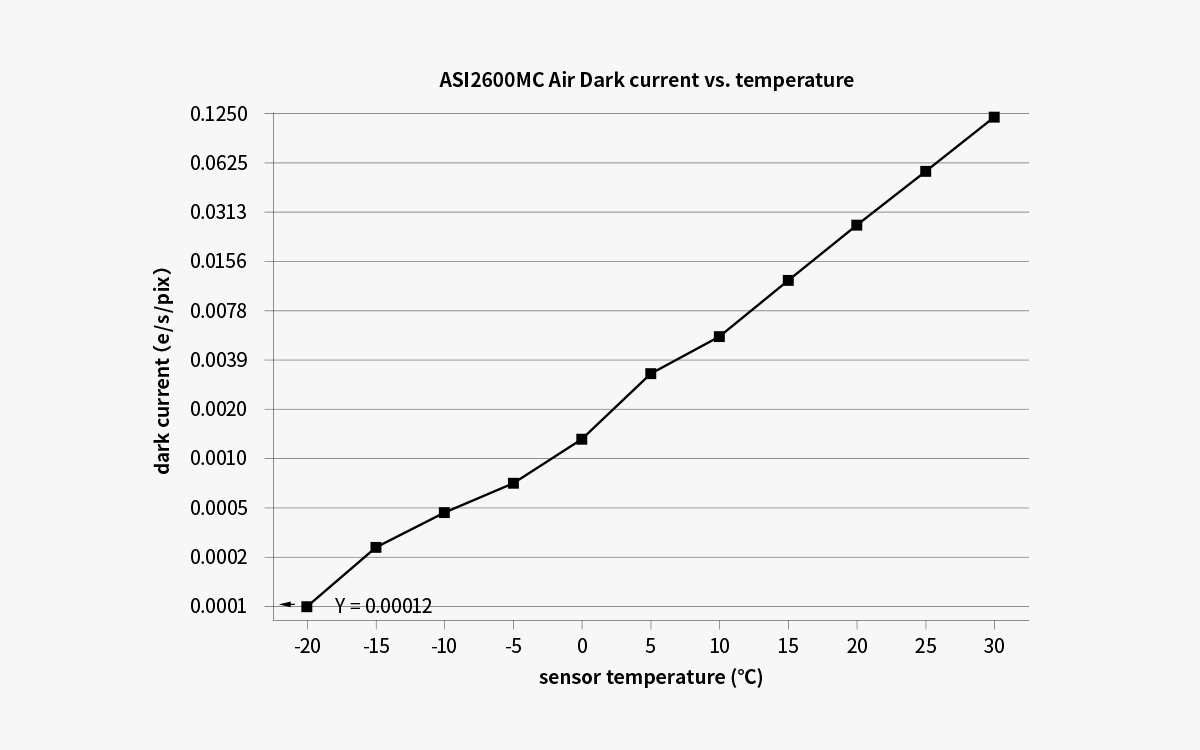 ASI2600MC Air Dark current vs. temperature
0.1250
0.0625
0.0313
0.0156
0.0078
0.0039
0.0020
0.0010
0.0005
0.0002
0.0001
dark current (e/s/pix)
Y = 0.00012
-20 -15 -10 -5 0 5 10 15 20 25 30
sensor temperature (°C)